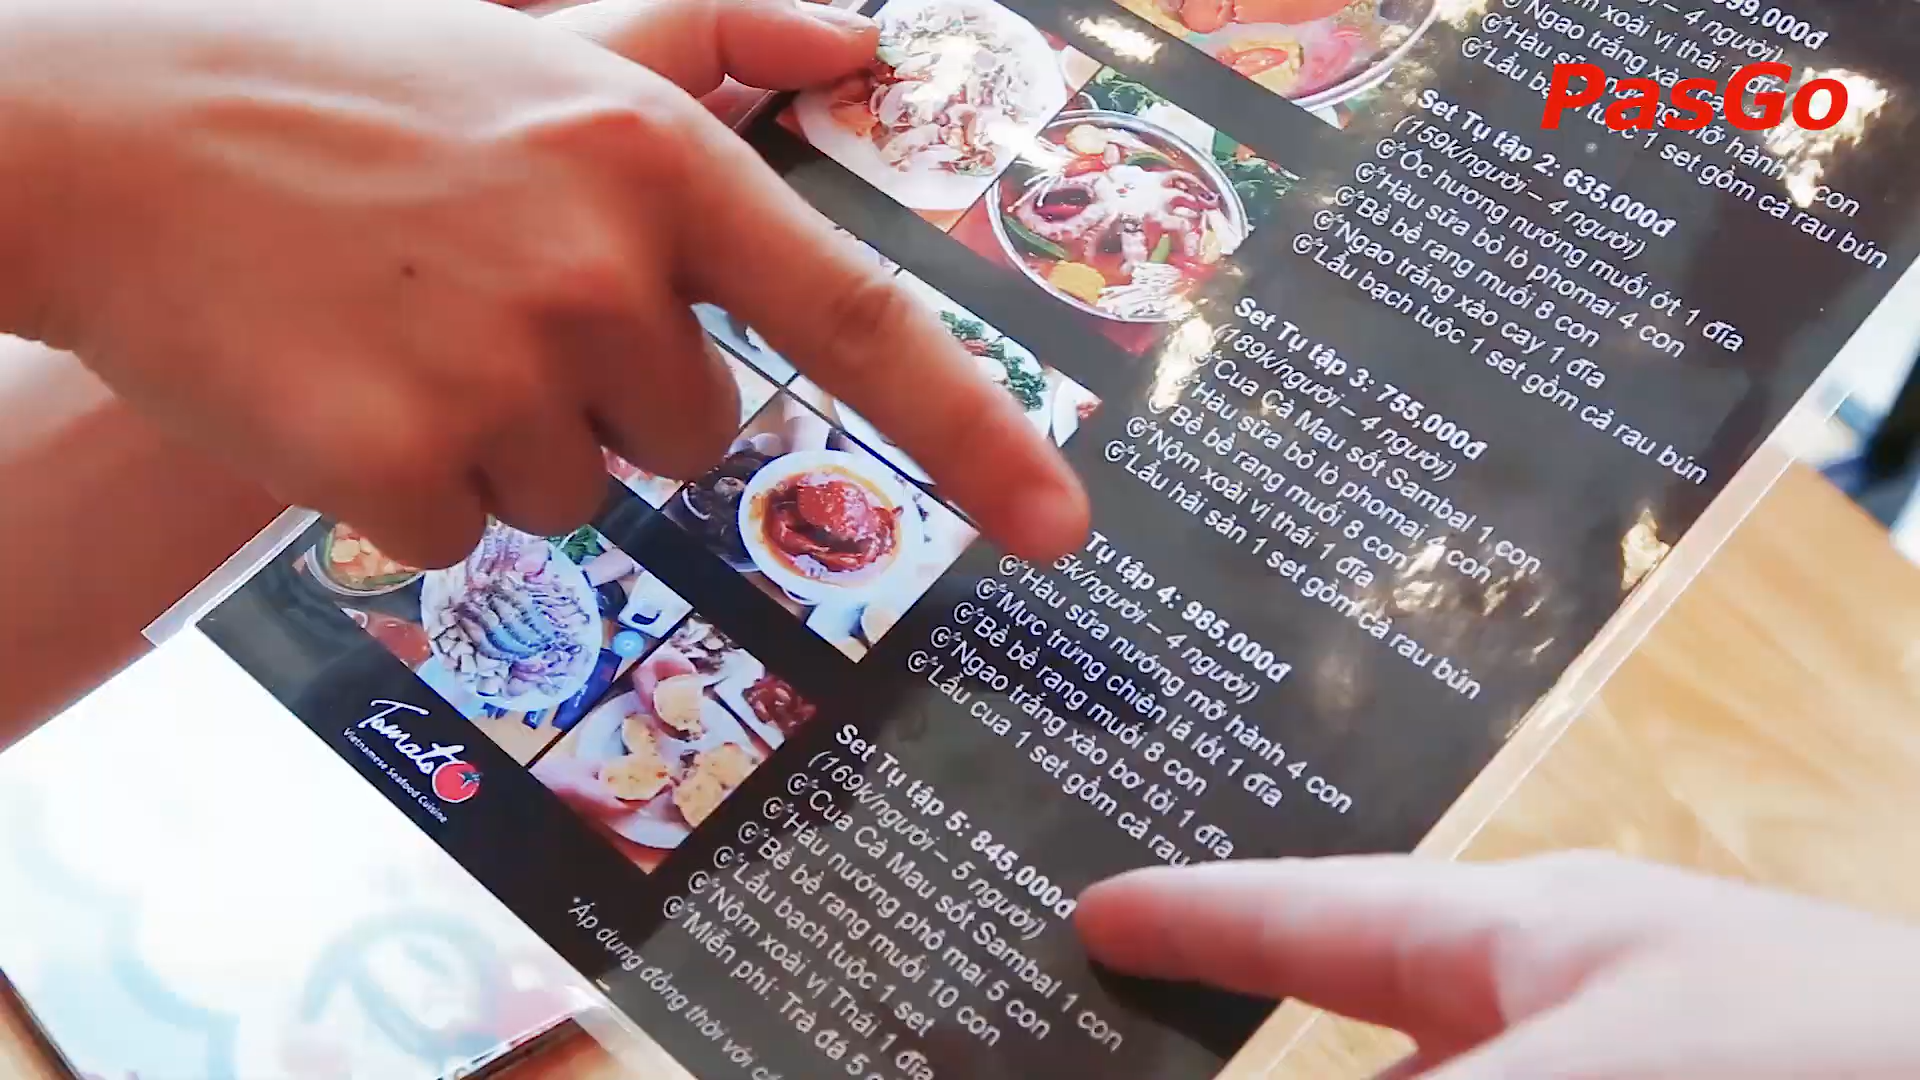 PasGo
99,000đ
– 4 người)
xoài vị thái 1 đĩa
Ngao trắng xào cay
Set Tụ tập 2: 635,000đ
(159k/người – 4 người)
Ốc hương nướng muối ớt 1 đĩa
Hàu sữa bỏ lò phomai 4 con
Bề bề rang muối 8 con
Ngao trắng xào cay 1 đĩa
Lẩu bạch tuộc 1 set gồm cả rau bún
Set Tụ tập 3: 755,000đ
(189k/người – 4 người)
Cua Cà Mau sốt Sambal 1 con
Hàu sữa bỏ lò phomai 4 con
Bề bề rang muối 8 con
Nộm xoài vị thái 1 đĩa
Lẩu hải sản 1 set gồm cả rau bún
Tụ tập 4: 985,000đ
5k/người – 4 người)
Hàu sữa nướng mỡ hành 4 con
Mực trứng chiên lá lốt 1 đĩa
Bề bề rang muối 8 con
Ngao trắng xào bơ tỏi 1 đĩa
Lẩu cua 1 set gồm cả rau
Set Tụ tập 5: 845,000đ
(169k/người – 5 người)
Cua Cà Mau sốt Sambal 1 con
Hàu nướng phô mai 5 con
Bề bề rang muối 10 con
Lẩu bạch tuộc 1 set
Nộm xoài vị Thái 1 đĩa
Miễn phí: Trà đá 5
*Áp dụng đồng thời với
Tomato
Vietnamese Seafood Cuisine